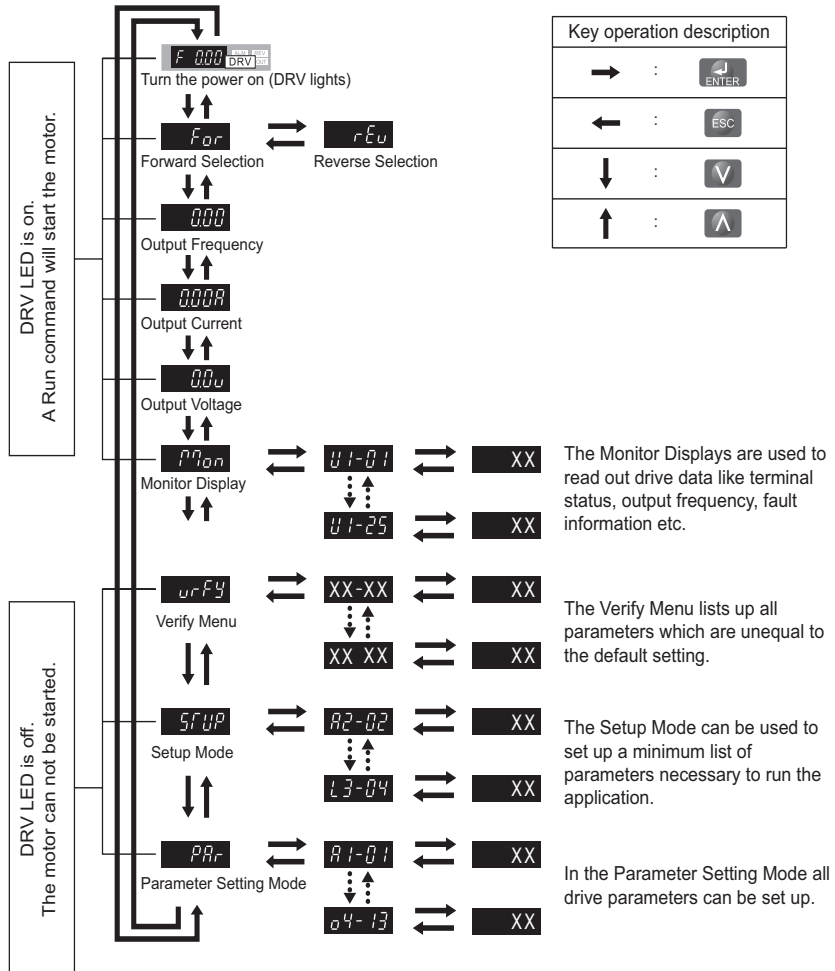 F 0.00
ALM REV
DRV OUT
Turn the power on (DRV lights)
For
rEv
Forward Selection
Reverse Selection
0.00
Output Frequency
0.00A
Output Current
0.0v
Output Voltage
Mon
Monitor Display
U1-01
XX
U1-25
XX
The Monitor Displays are used to
read out drive data like terminal
status, output frequency, fault
information etc.
vrFY
Verify Menu
XX-XX
XX
XX XX
XX
The Verify Menu lists up all
parameters which are unequal to
the default setting.
STUP
Setup Mode
A2-02
XX
L3-04
XX
The Setup Mode can be used to
set up a minimum list of
parameters necessary to run the
application.
PAr
Parameter Setting Mode
A1-01
XX
o4-13
XX
In the Parameter Setting Mode all
drive parameters can be set up.
DRV LED is on.
A Run command will start the motor.
DRV LED is off.
The motor can not be started.
Key operation description
: ENTER
: ESC
:
: